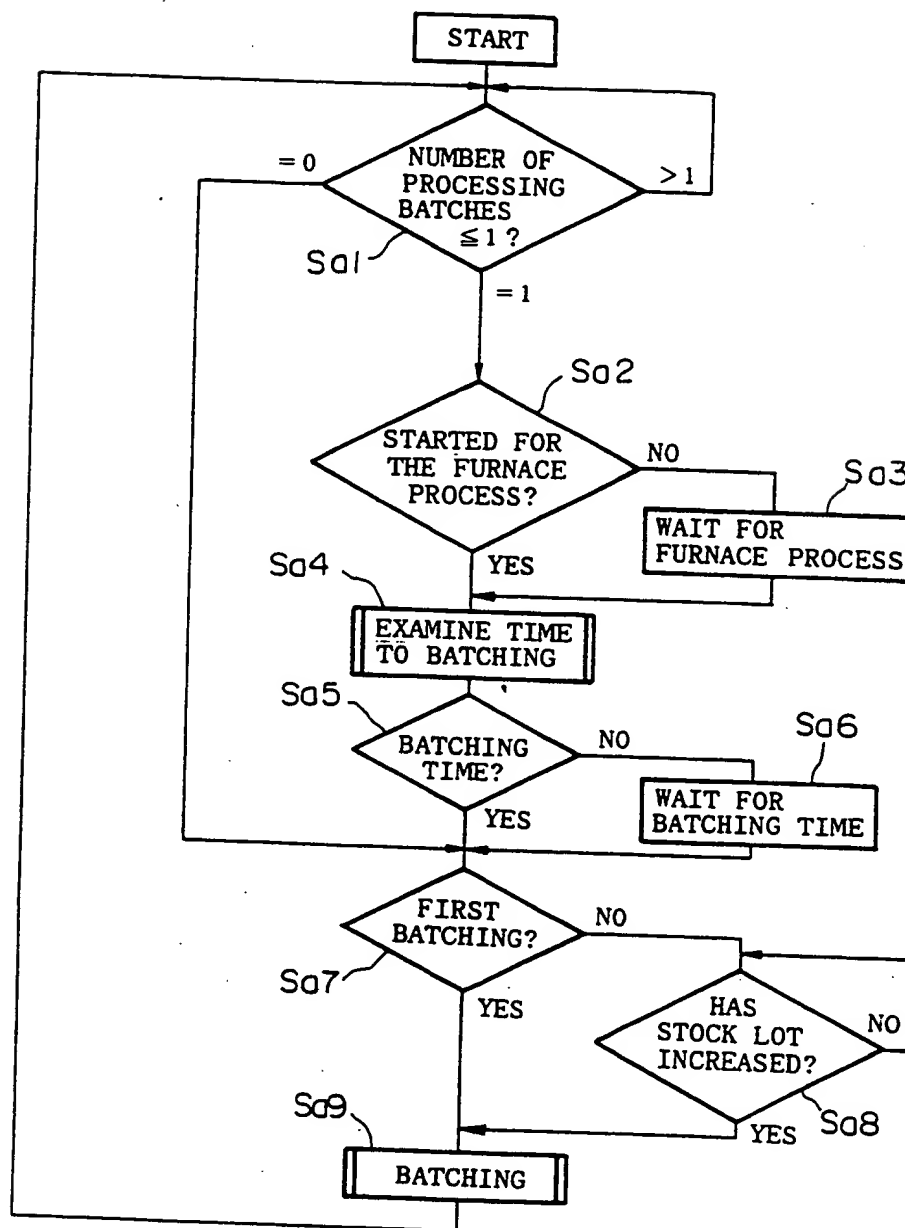 START
= 0
NUMBER OF
PROCESSING
BATCHES
≦ 1 ?
> 1
Sa1
= 1
Sa2
STARTED FOR
THE FURNACE
PROCESS?
NO
Sa3
WAIT FOR
FURNACE PROCESS
YES
Sa4
EXAMINE TIME
TO BATCHING
Sa5
BATCHING
TIME?
NO
Sa6
WAIT FOR
BATCHING TIME
YES
FIRST
BATCHING?
NO
Sa7
YES
HAS
STOCK LOT
INCREASED?
NO
Sa8
YES
Sa9
BATCHING